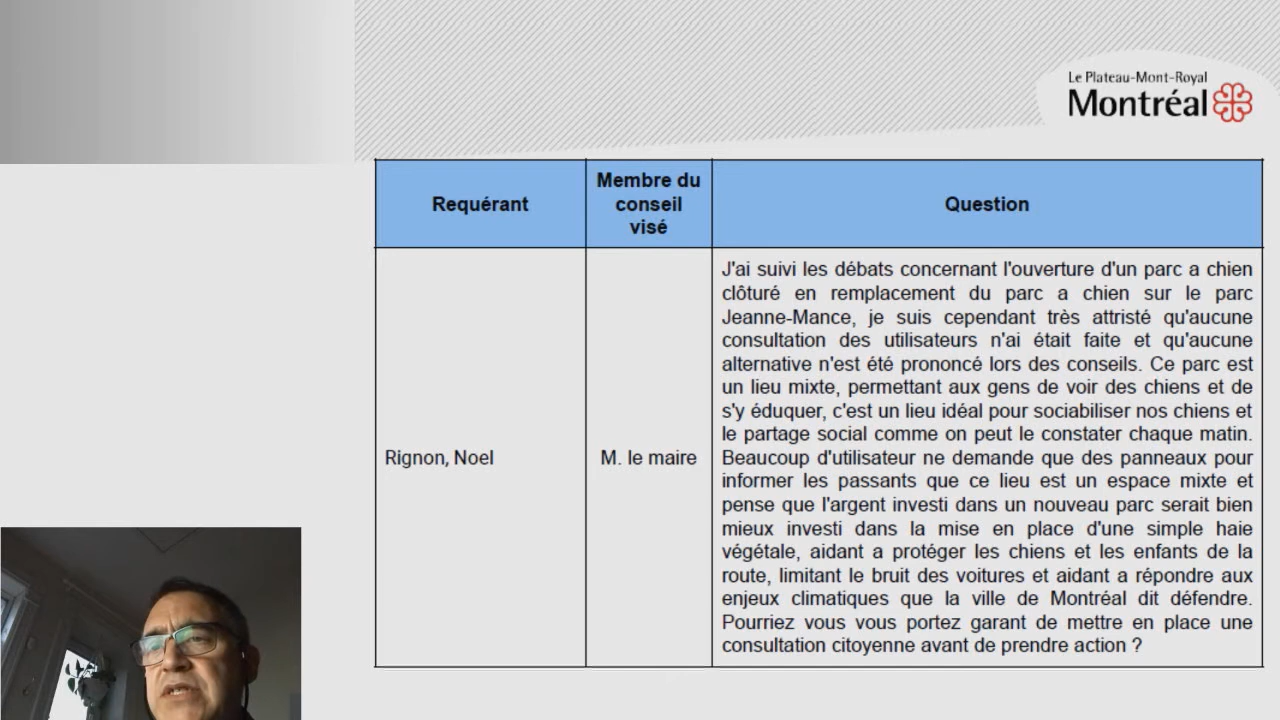 Le Plateau-Mont-Royal
Montréal
Requérant
Membre du
conseil
visé
Question
Rignon, Noel
M. le maire
J'ai suivi les débats concernant l'ouverture d'un parc a chien
clôturé en remplacement du parc a chien sur le parc
Jeanne-Mance, je suis cependant très attristé qu'aucune
consultation des utilisateurs n'ai était faite et qu'aucune
alternative n'est été prononcé lors des conseils. Ce parc est
un lieu mixte, permettant aux gens de voir des chiens et de
s'y éduquer, c'est un lieu idéal pour sociabiliser nos chiens et
le partage social comme on peut le constater chaque matin.
Beaucoup d'utilisateur ne demande que des panneaux pour
informer les passants que ce lieu est un espace mixte et
pense que l'argent investi dans un nouveau parc serait bien
mieux investi dans la mise en place d'une simple haie
végétale, aidant a protéger les chiens et les enfants de la
route, limitant le bruit des voitures et aidant a répondre aux
enjeux climatiques que la ville de Montréal dit défendre.
Pourriez vous vous portez garant de mettre en place une
consultation citoyenne avant de prendre action ?